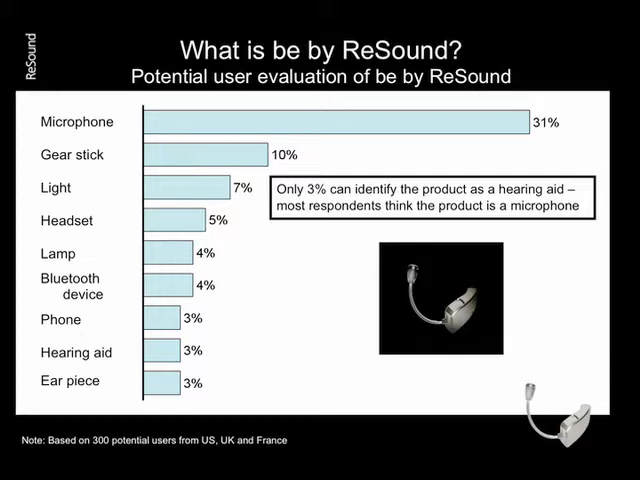 ReSound
What is be by ReSound?
Potential user evaluation of be by ReSound
Microphone 31%
Gear stick 10%
Light 7%
Only 3% can identify the product as a hearing aid –
most respondents think the product is a microphone
Headset 5%
Lamp 4%
Bluetooth
device 4%
Phone 3%
Hearing aid 3%
Ear piece 3%
Note: Based on 300 potential users from US, UK and France